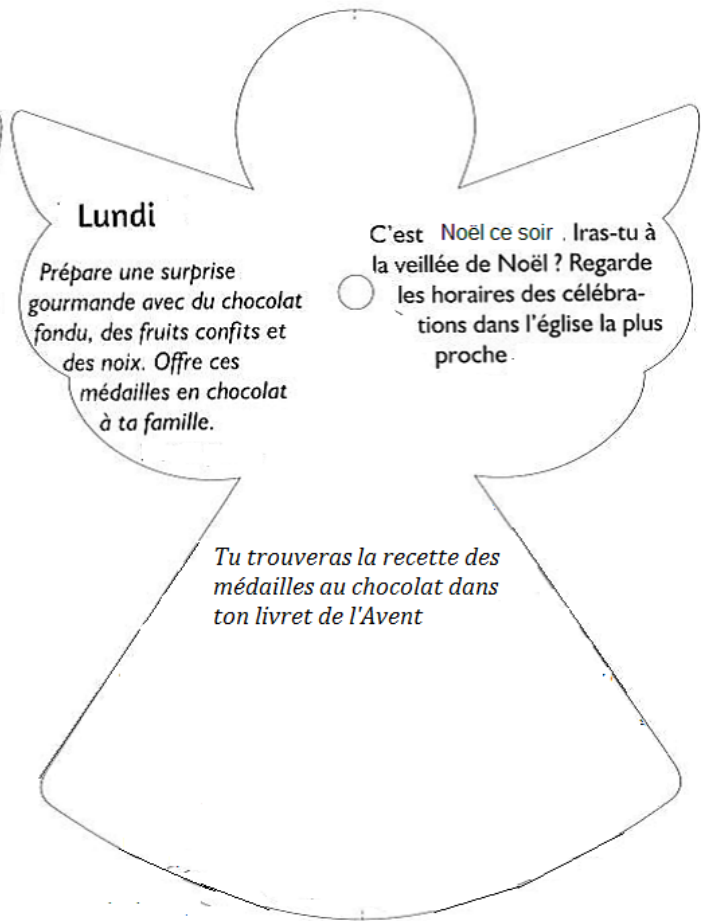 Lundi
Prépare une surprise
gourmande avec du chocolat
fondu, des fruits confits et
des noix. Offre ces
médailles en chocolat
à ta famille.
C'est Noël ce soir . Iras-tu à
la veillée de Noël ? Regarde
les horaires des célébra-
tions dans l'église la plus
proche.
Tu trouveras la recette des
médailles au chocolat dans
ton livret de l'Avent